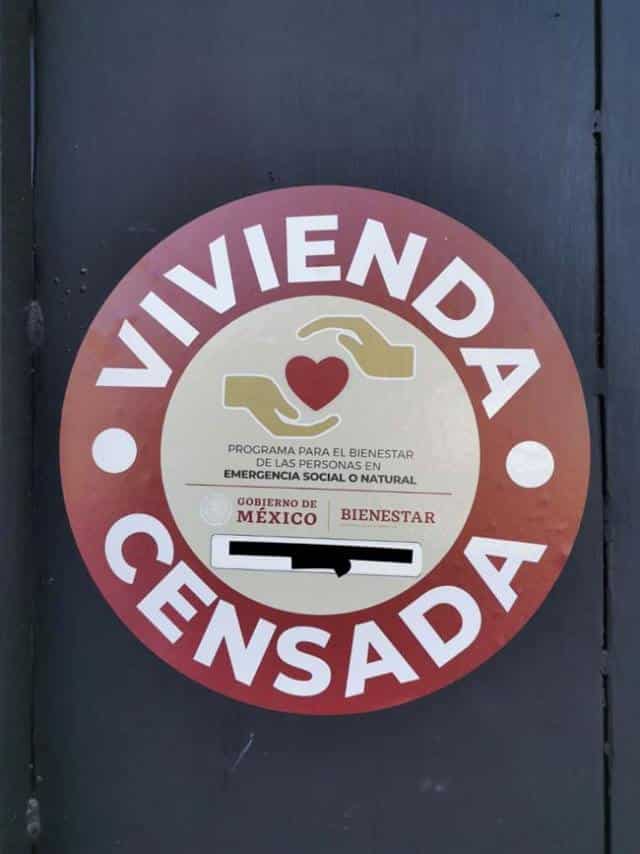 VIVIENDA
PROGRAMA PARA EL BIENESTAR
DE LAS PERSONAS EN
EMERGENCIA SOCIAL O NATURAL
GOBIERNO DE
MÉXICO
BIENESTAR
CENSADA